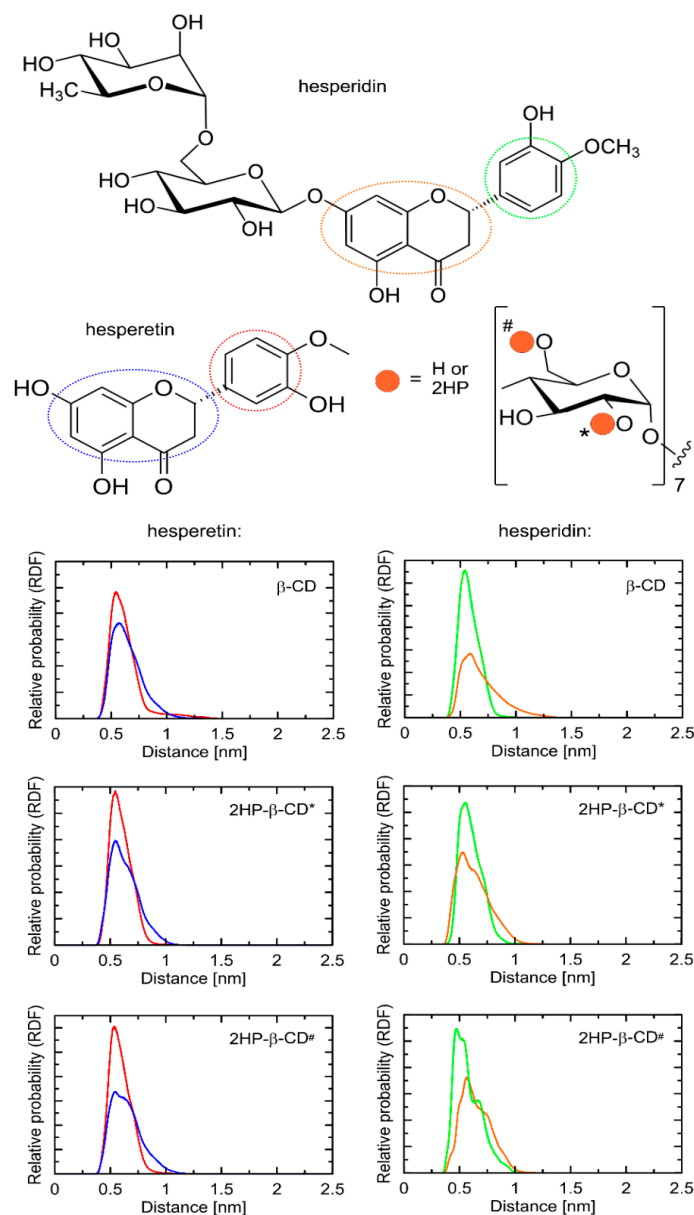 OH
HO
HO
H₃C
O
O
hesperidin
O
OH
OCH₃
HO
HO
HO
O
OH
O
O
OH
O
hesperetin
O
HO
O
OH
OH
O
= H or
2HP
#
O
O
HO
*
O
O
7
hesperetin:
hesperidin:
Relative probability (RDF)
β-CD
0 0.5 1 1.5 2 2.5
Distance [nm]
Relative probability (RDF)
β-CD
0 0.5 1 1.5 2 2.5
Distance [nm]
Relative probability (RDF)
2HP-β-CD*
0 0.5 1 1.5 2 2.5
Distance [nm]
Relative probability (RDF)
2HP-β-CD*
0 0.5 1 1.5 2 2.5
Distance [nm]
Relative probability (RDF)
2HP-β-CD#
0 0.5 1 1.5 2 2.5
Distance [nm]
Relative probability (RDF)
2HP-β-CD#
0 0.5 1 1.5 2 2.5
Distance [nm]